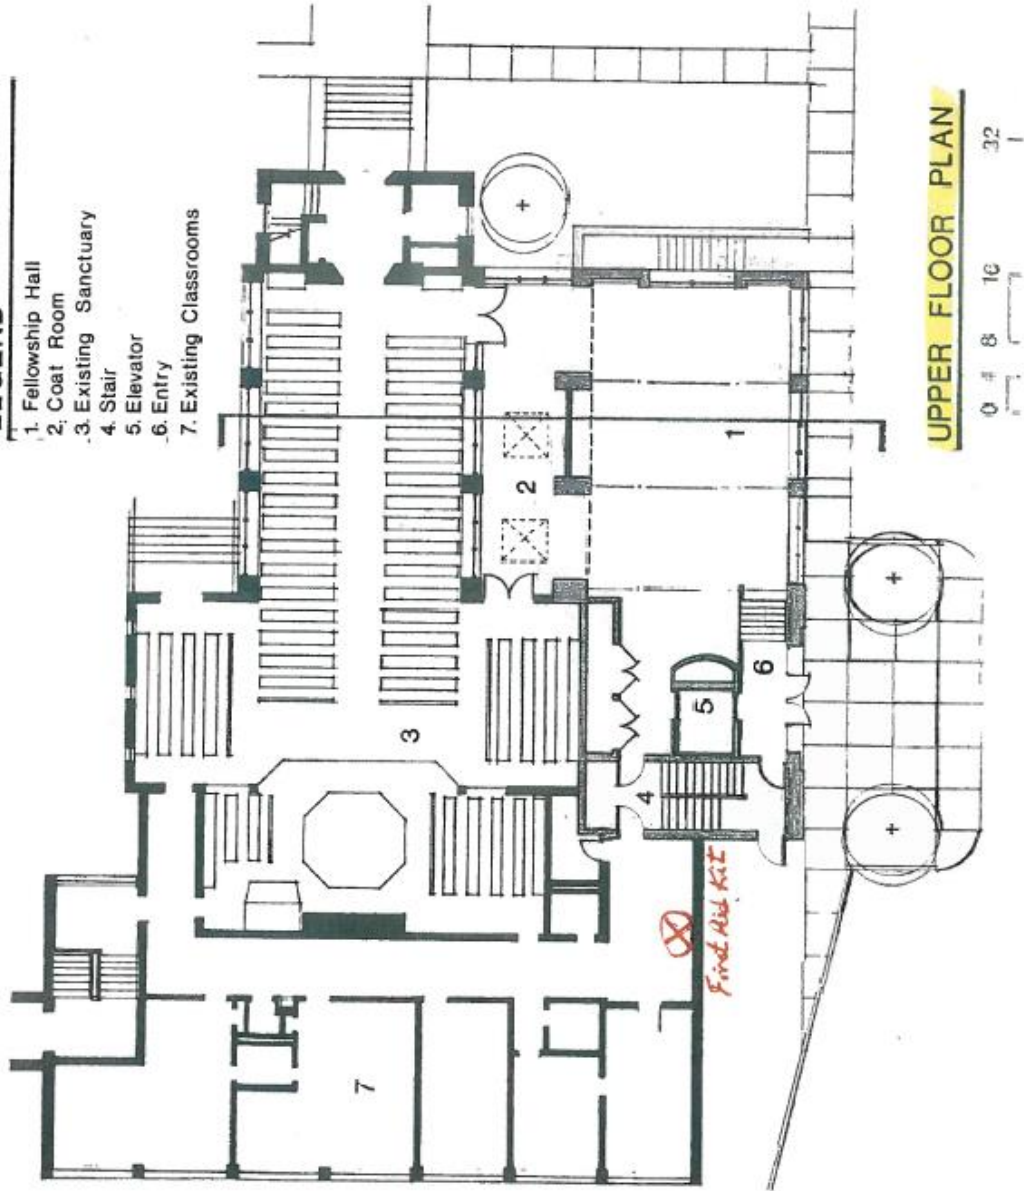 1. Fellowship Hall
2. Coat Room
3. Existing Sanctuary
4. Stair
5. Elevator
6. Entry
7. Existing Classrooms
1
2
3
4
5
6
7
First Aid Kit
UPPER FLOOR PLAN
0 4 8 16 32